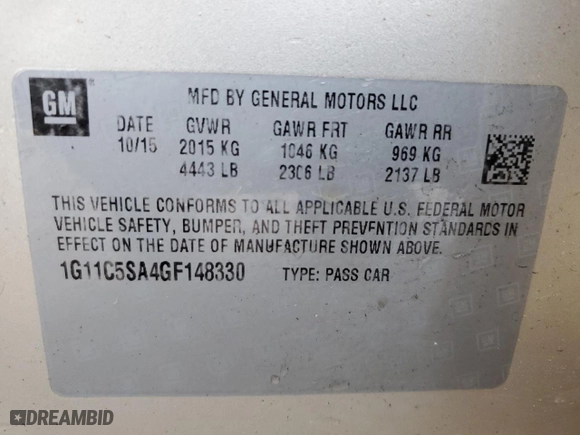 GM
MFD BY GENERAL MOTORS LLC
DATE GVWR GAWR FRT GAWR RR
10/15 2015 KG 1046 KG 969 KG
4443 LB 2306 LB 2137 LB
THIS VEHICLE CONFORMS TO ALL APPLICABLE U.S. FEDERAL MOTOR
VEHICLE SAFETY, BUMPER, AND THEFT PREVENTION STANDARDS IN
EFFECT ON THE DATE OF MANUFACTURE SHOWN ABOVE.
1G11C5SA4GF148330 TYPE: PASS CAR
DREAMBID